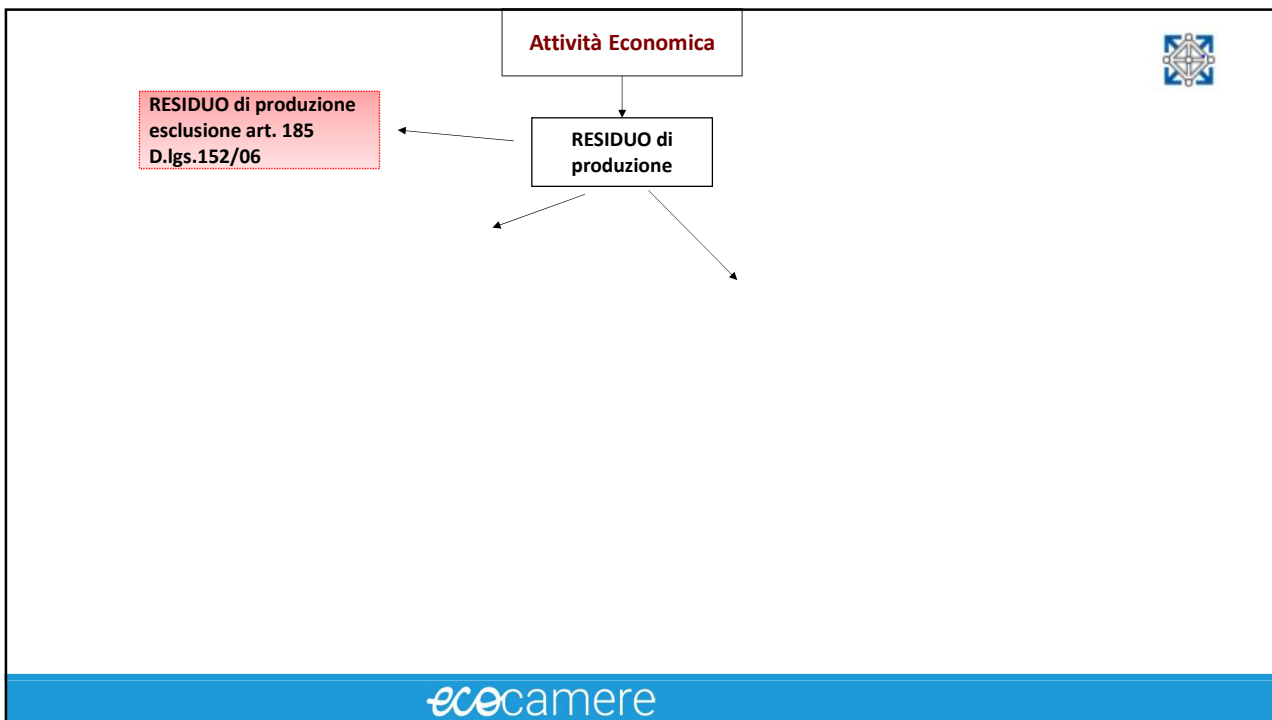 Attività Economica
RESIDUO di produzione
esclusione art. 185
D.lgs.152/06
RESIDUO di
produzione
ecocamere